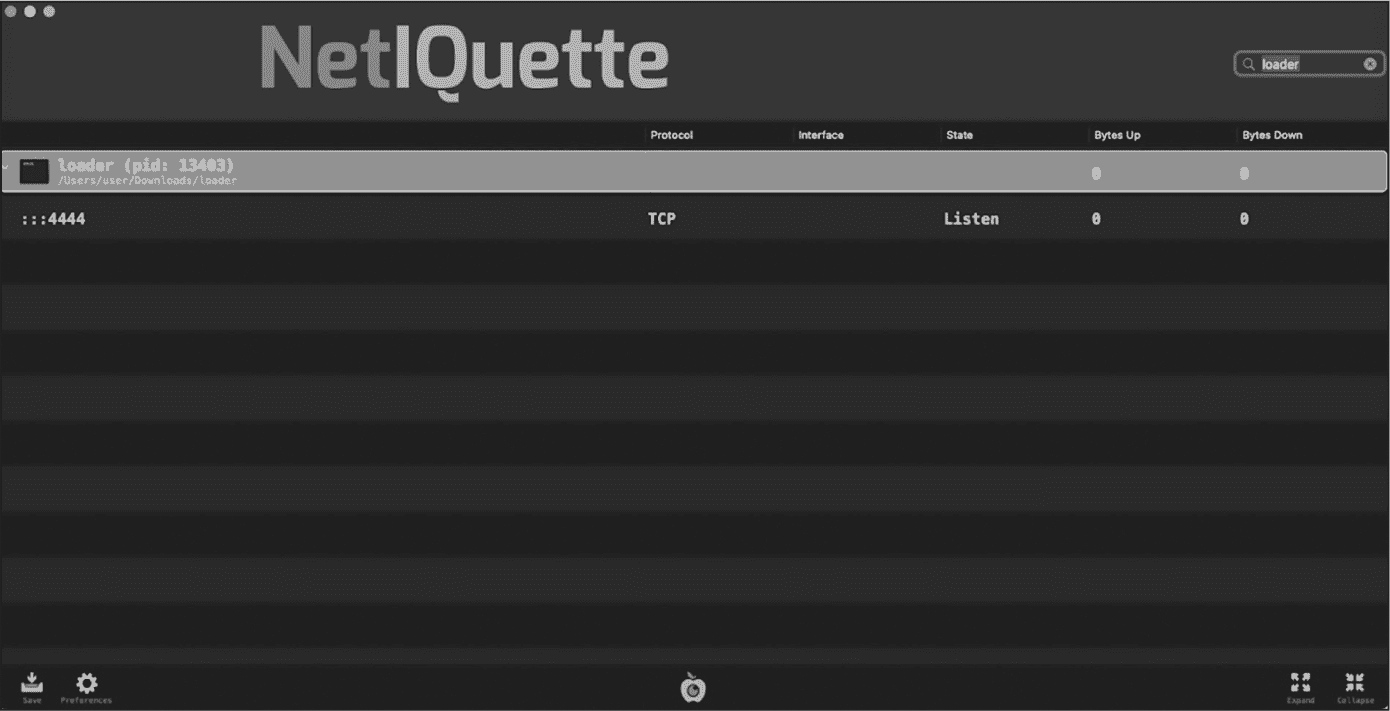 NetIQuette
loader
Protocol Interface State Bytes Up Bytes Down
loader (pid: 13403)
/Users/user/Downloads/loader
0 0
:::4444 TCP Listen 0 0
Save Preferences Expand Collapse